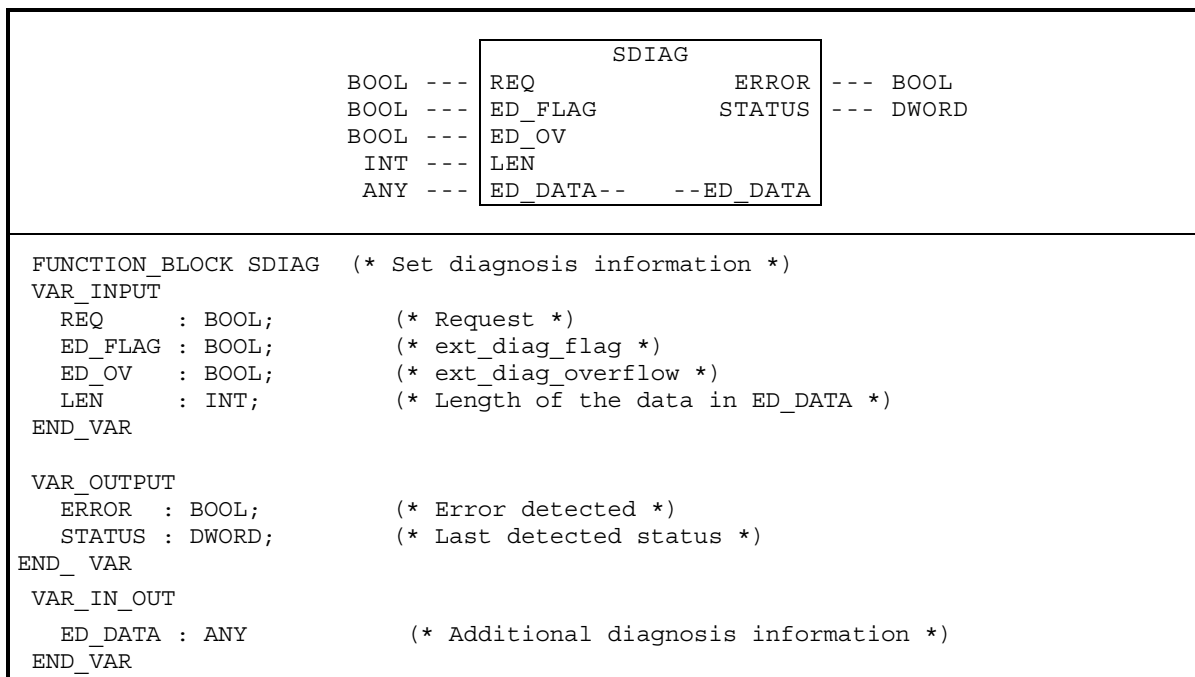 SDIAG
BOOL --- REQ ERROR --- BOOL
BOOL --- ED_FLAG STATUS --- DWORD
BOOL --- ED_OV
INT --- LEN
ANY --- ED_DATA-- --ED_DATA
FUNCTION_BLOCK SDIAG (* Set diagnosis information *)
VAR_INPUT
REQ : BOOL; (* Request *)
ED_FLAG : BOOL; (* ext_diag_flag *)
ED_OV : BOOL; (* ext_diag_overflow *)
LEN : INT; (* Length of the data in ED_DATA *)
END_VAR
VAR_OUTPUT
ERROR : BOOL; (* Error detected *)
STATUS : DWORD; (* Last detected status *)
END_ VAR
VAR_IN_OUT
ED_DATA : ANY (* Additional diagnosis information *)
END_VAR